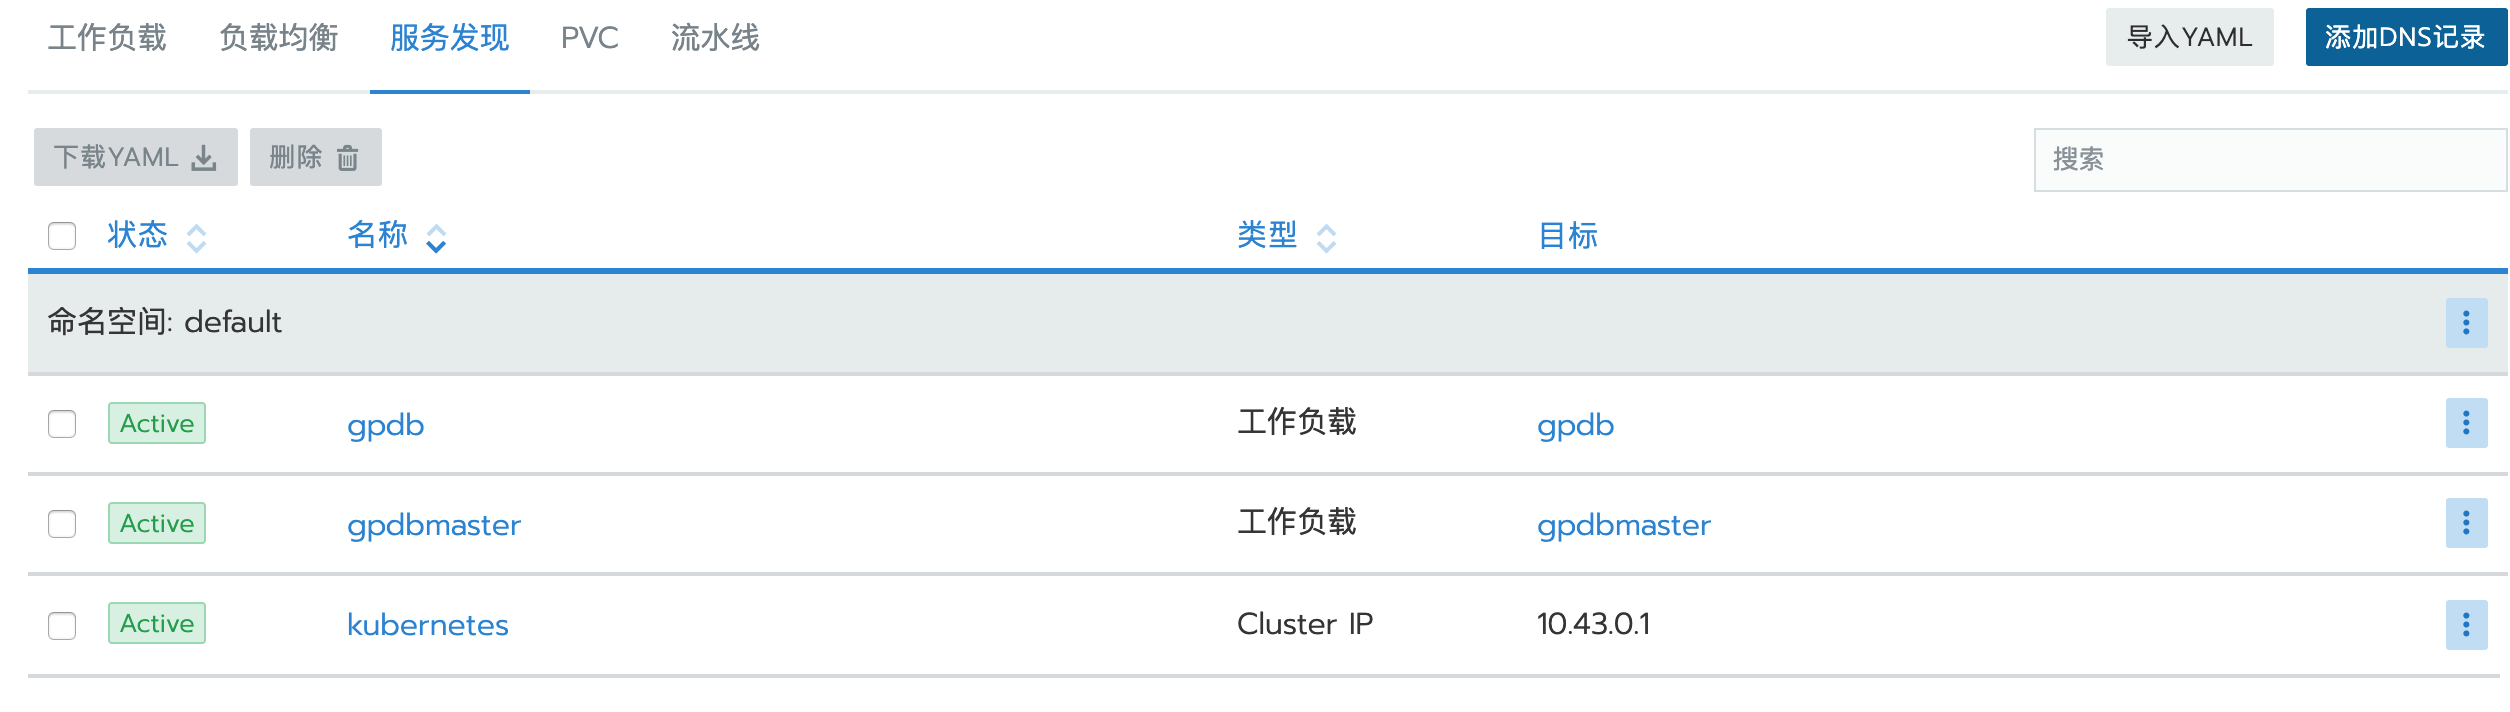 工作负载 负载均衡 服务发现 PVC 流水线 导入YAML 添加DNS记录
下载YAML 删除 搜索
状态 名称 类型 目标
命名空间: default
Active gpdb 工作负载 gpdb
Active gpdbmaster 工作负载 gpdbmaster
Active kubernetes Cluster IP 10.43.0.1